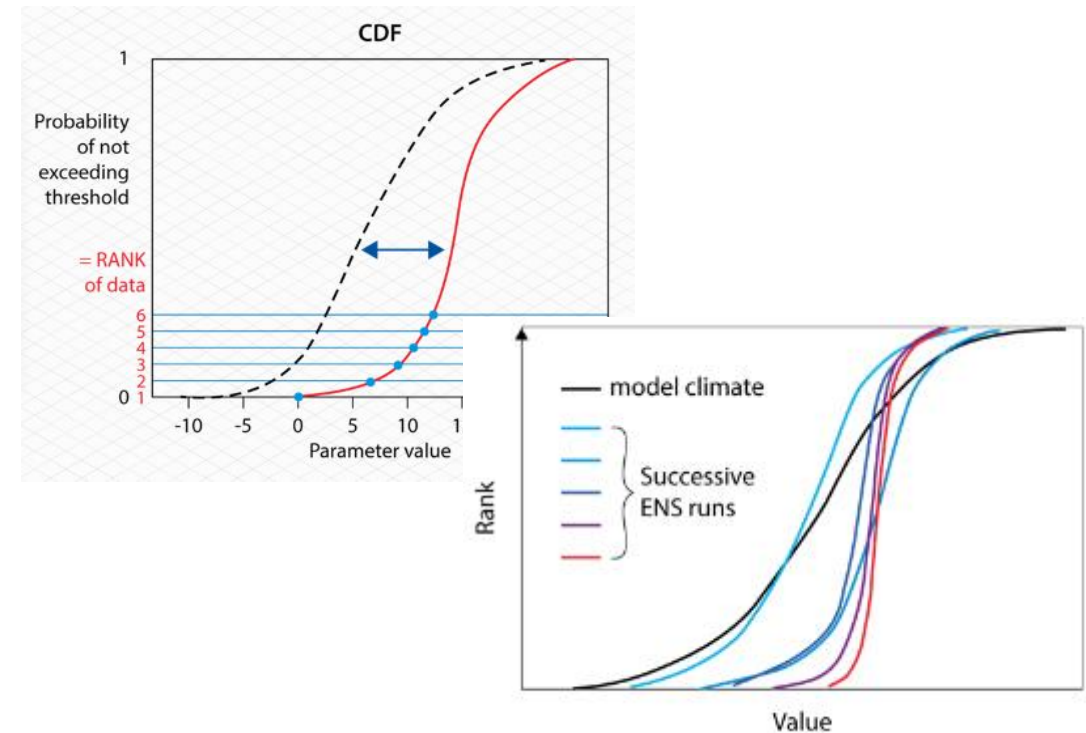 CDF
1
Probability
of not
exceeding
threshold
= RANK
of data
6
5
4
3
2
0 1
-10 -5 0 5 10 1
Parameter value
model climate
Successive
ENS runs
Rank
Value